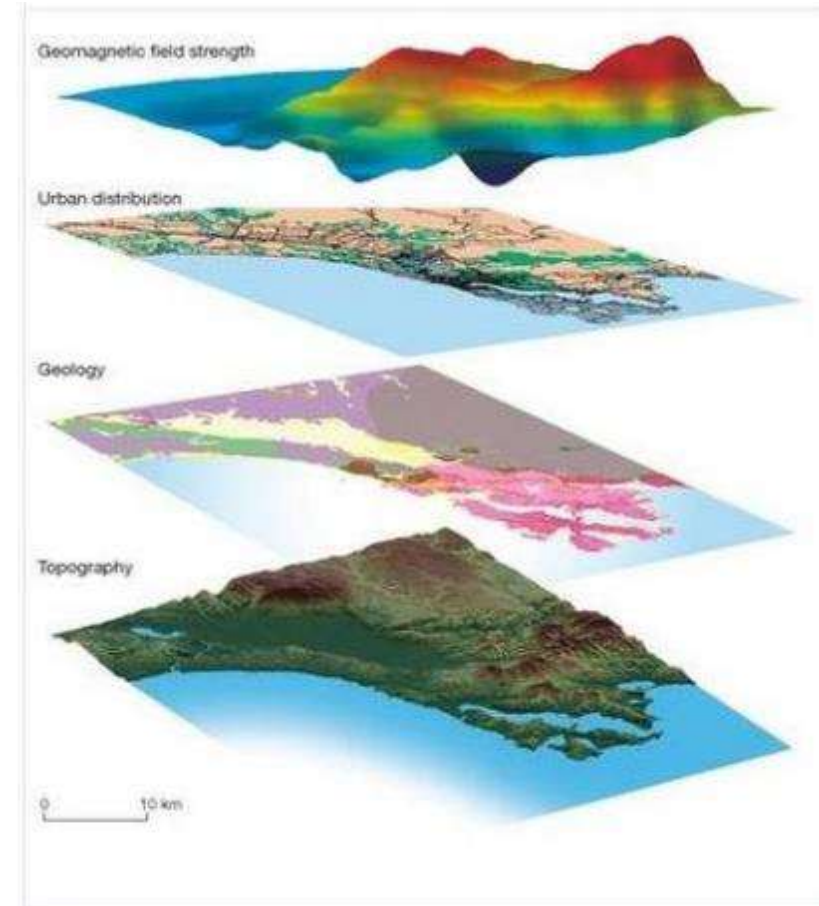 Geomagnetic field strength
Urban distribution
Geology
Topography
0 10 km